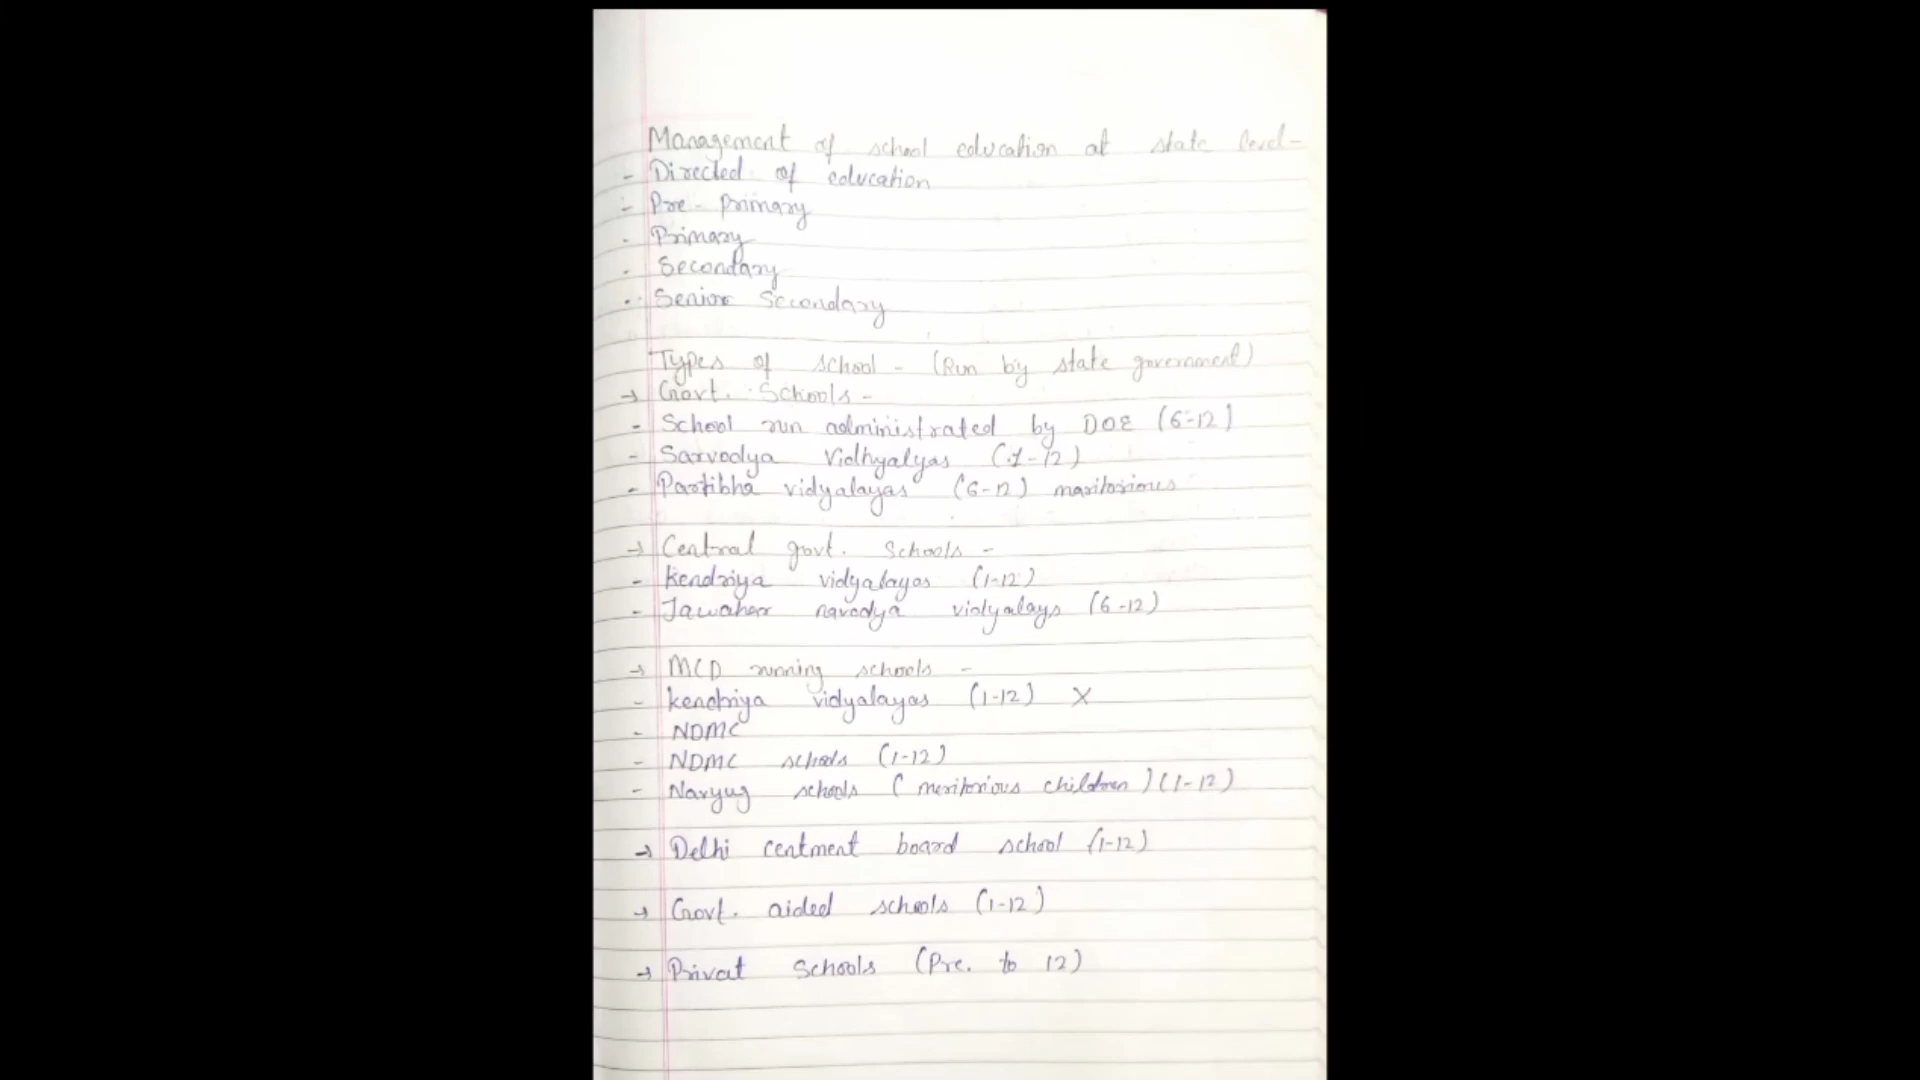 Management of school education at state level-
- Directed of education
- Pre-primary
- Primary
- Secondary
- Senior Secondary
Types of school - (Run by state government)
→ Govt. Schools -
- School run administrated by DOE (6-12)
- Sarvodya Vidhyalyas (1-12)
- Partibha vidyalayas (6-12) maritorious
→ Central govt. schools -
- Kendriya vidyalayas (1-12)
- Jawahar navodya vidyalays (6-12)
→ MCD running schools -
- Kendriya vidyalayas (1-12) X
- NDMC
- NDMC schools (1-12)
- Navyug schools (meritorious children) (1-12)
→ Delhi centment board school (1-12)
→ Govt. aided schools (1-12)
→ Privat Schools (Pre. to 12)